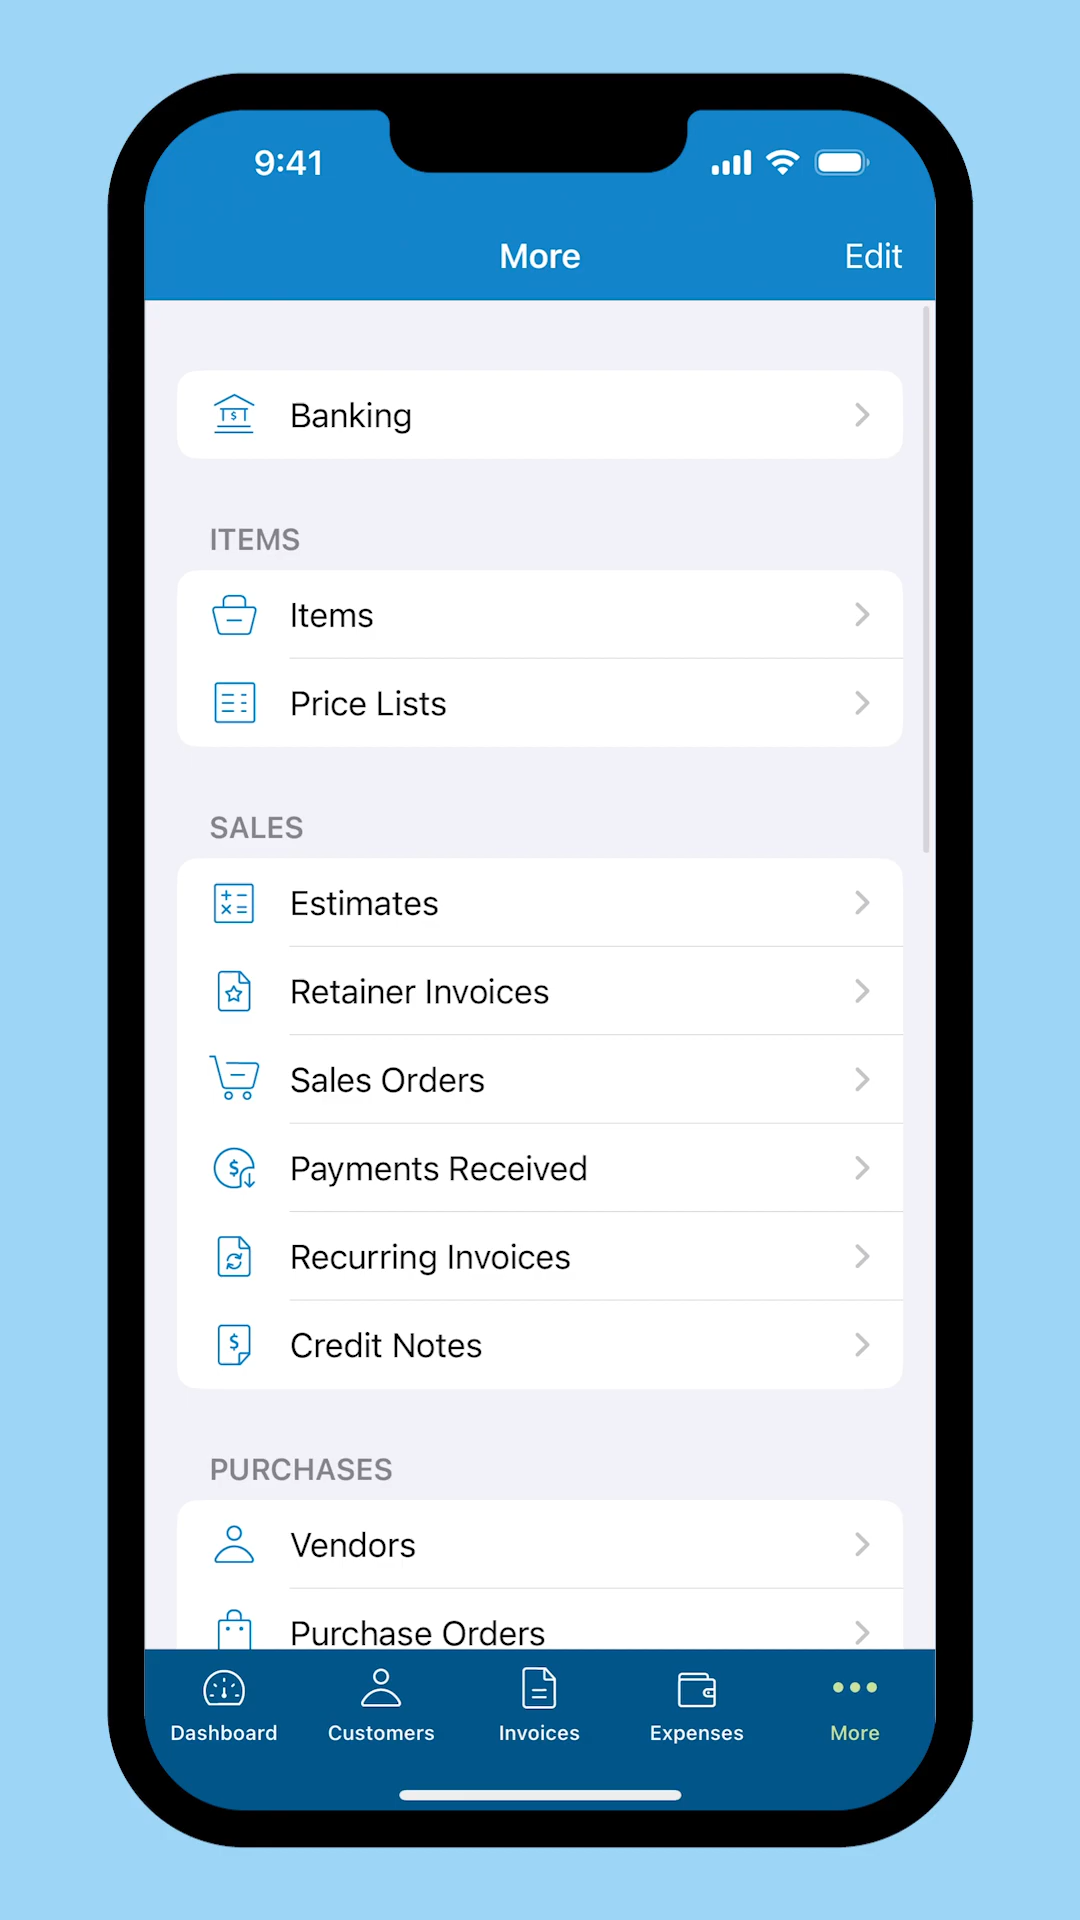 9:41
More
Edit
Banking
ITEMS
Items
Price Lists
SALES
Estimates
Retainer Invoices
Sales Orders
Payments Received
Recurring Invoices
Credit Notes
PURCHASES
Vendors
Purchase Orders
Dashboard
Customers
Invoices
Expenses
More